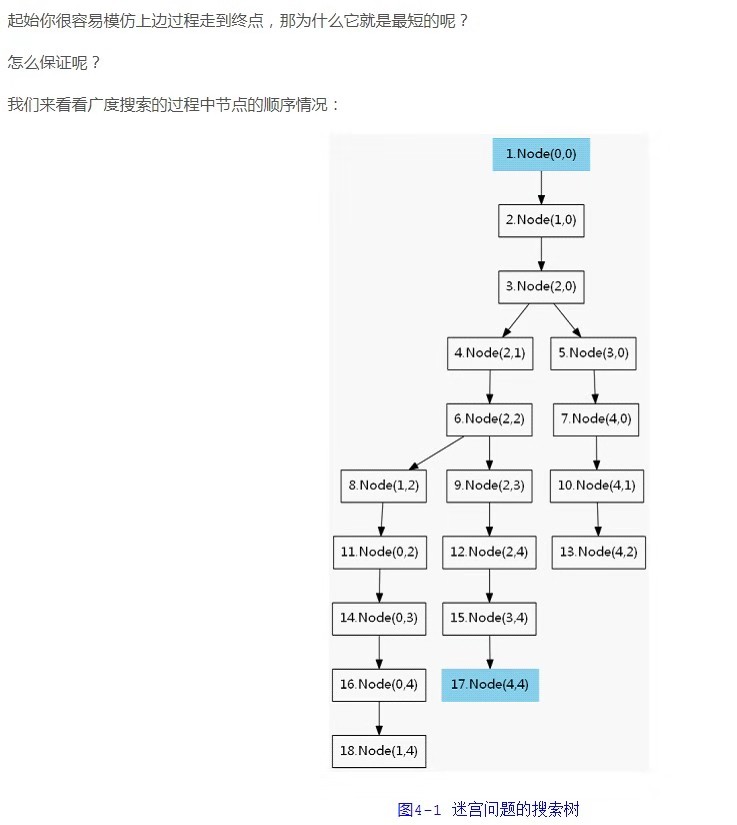 起始你很容易模仿上边过程走到终点，那为什么它就是最短的呢？
怎么保证呢？
我们来看看广度搜索的过程中节点的顺序情况：
1.Node(0,0)
2.Node(1,0)
3.Node(2,0)
4.Node(2,1)
5.Node(3,0)
6.Node(2,2)
7.Node(4,0)
8.Node(1,2)
9.Node(2,3)
10.Node(4,1)
11.Node(0,2)
12.Node(2,4)
13.Node(4,2)
14.Node(0,3)
15.Node(3,4)
16.Node(0,4)
17.Node(4,4)
18.Node(1,4)
图4-1 迷宫问题的搜索树